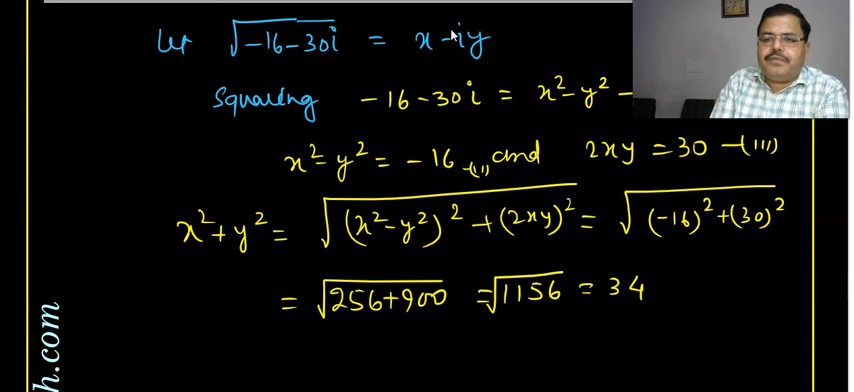 Let √-16-30i = x-iy
Squaring -16-30i = x²-y²-
x²-y² = -16 -(ii) and 2xy = 30 -(iii)
x²+y² = √(x²-y²)²+(2xy)² = √(-16)²+(30)²
= √256+900 = √1156 = 34
h.com